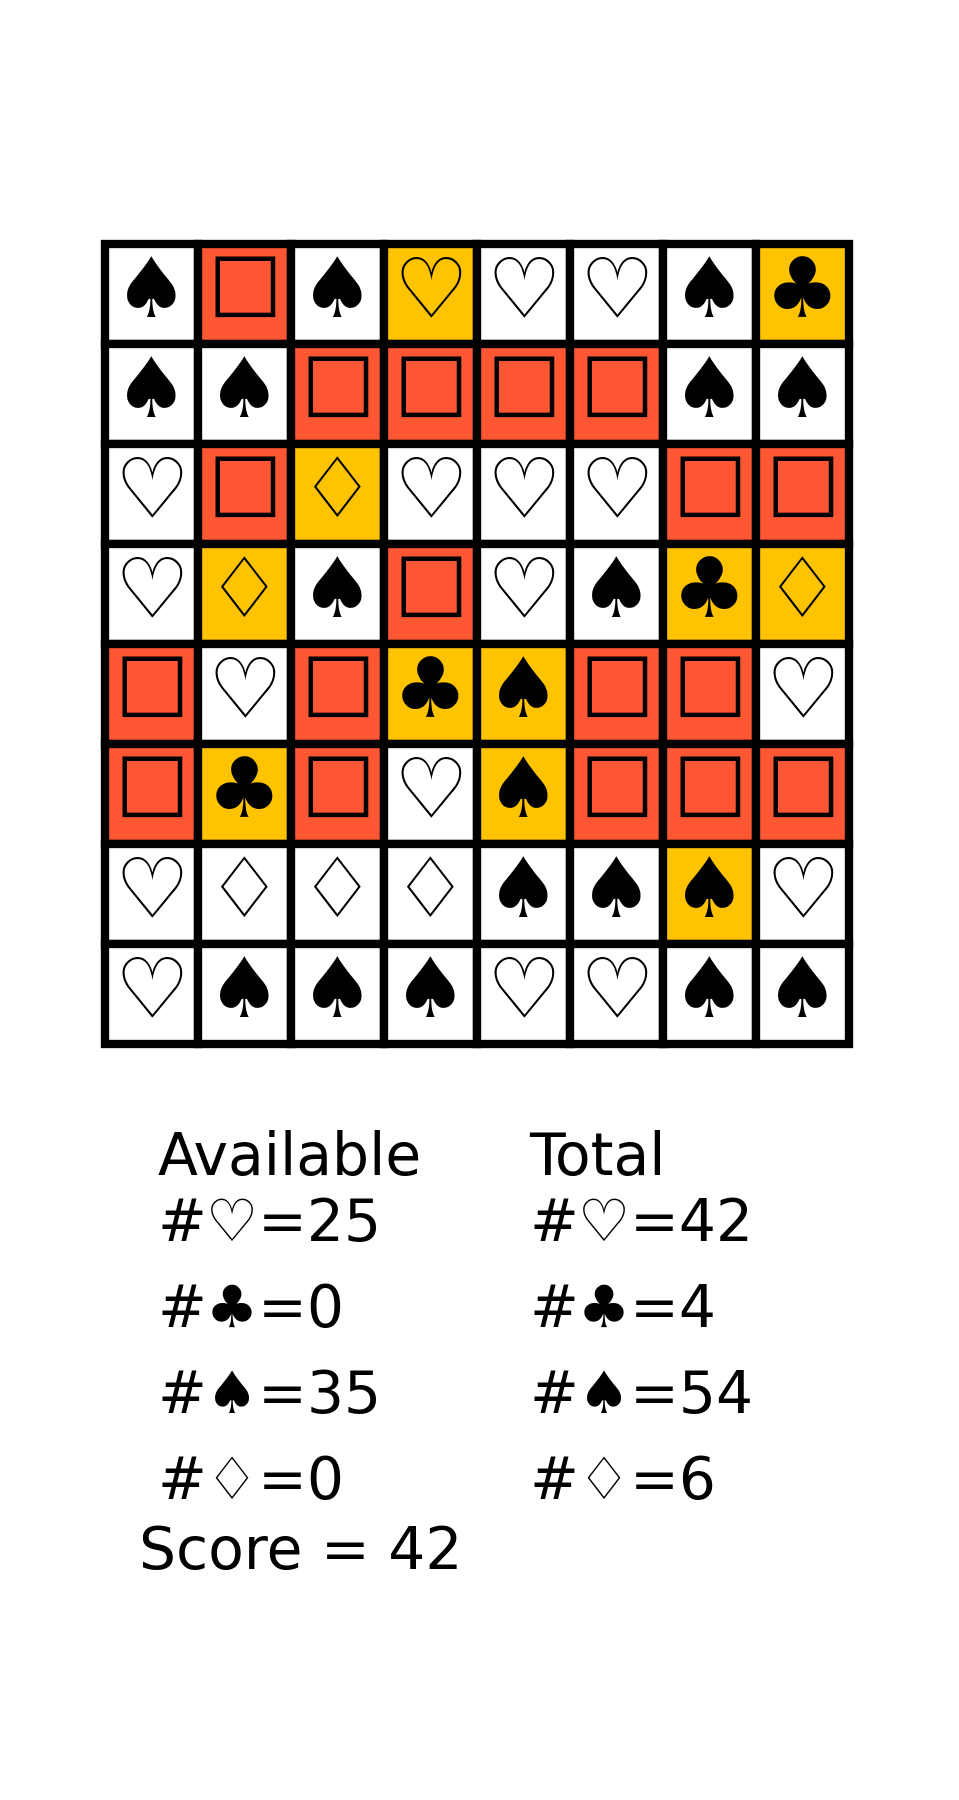 ♠ □ ♠ ♡ ♡ ♡ ♠ ♣
♠ ♠ □ □ □ □ ♠ ♠
♡ □ ♢ ♡ ♡ ♡ □ □
♡ ♢ ♠ □ ♡ ♠ ♣ ♢
□ ♡ □ ♣ ♠ □ □ ♡
□ ♣ □ ♡ ♠ □ □ □
♡ ♢ ♢ ♢ ♠ ♠ ♠ ♡
♡ ♠ ♠ ♠ ♡ ♡ ♠ ♠
Available Total
#♡=25 #♡=42
#♣=0 #♣=4
#♠=35 #♠=54
#♢=0 #♢=6
Score = 42